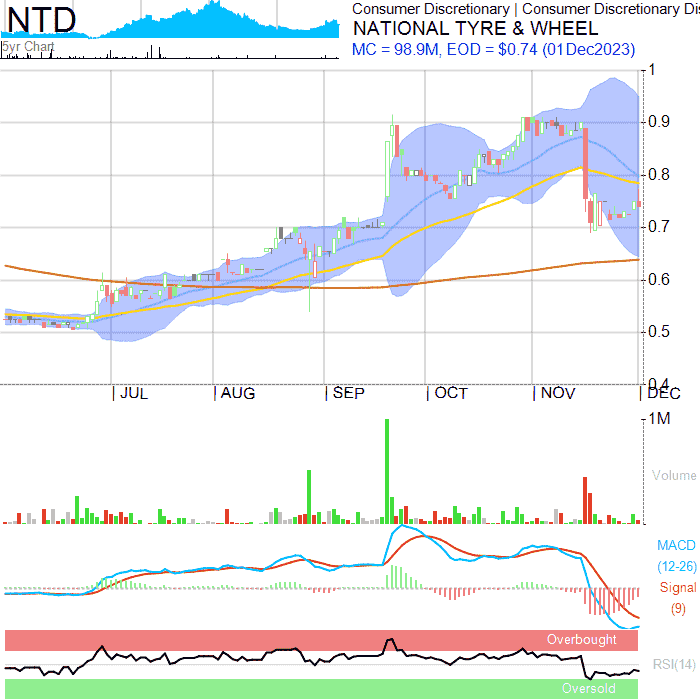 NTD
5yr Chart
Consumer Discretionary | Consumer Discretionary Dis
NATIONAL TYRE & WHEEL
MC = 98.9M, EOD = $0.74 (01Dec2023)
1
0.9
0.8
0.7
0.6
0.5
0.4
JUL AUG SEP OCT NOV DEC
1M
Volume
MACD
(12-26)
Signal
(9)
Overbought
RSI(14)
Oversold